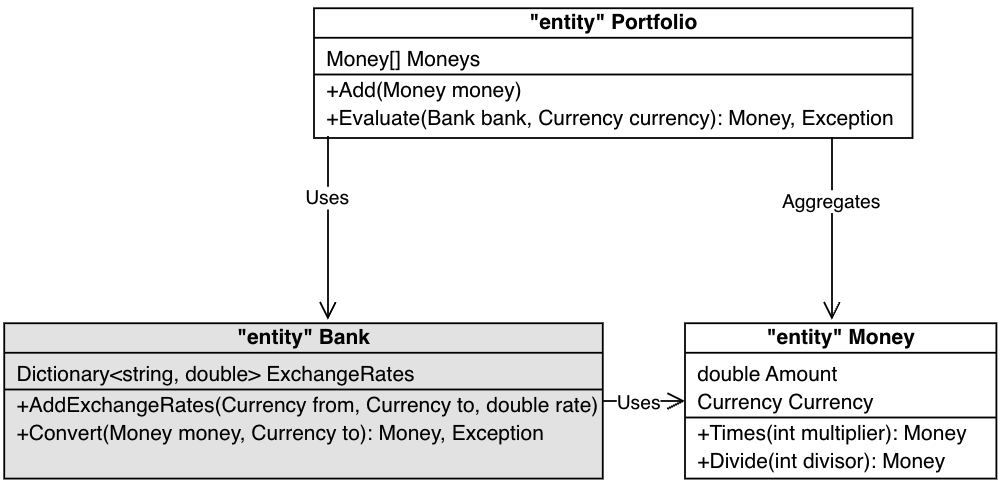 "entity" Portfolio
Money[] Moneys
+Add(Money money)
+Evaluate(Bank bank, Currency currency): Money, Exception
Uses
Aggregates
"entity" Bank
Dictionary<string, double> ExchangeRates
+AddExchangeRates(Currency from, Currency to, double rate)
+Convert(Money money, Currency to): Money, Exception
Uses
"entity" Money
double Amount
Currency Currency
+Times(int multiplier): Money
+Divide(int divisor): Money